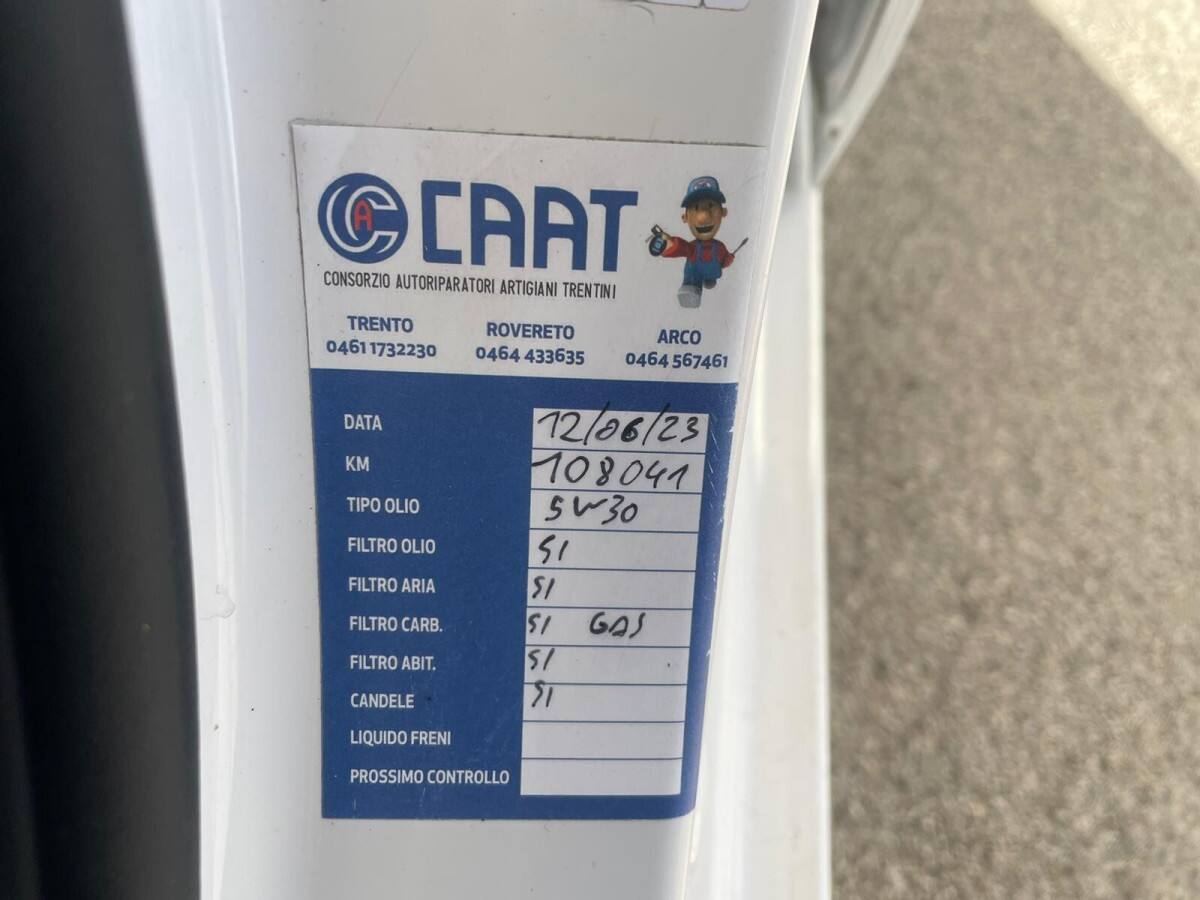 CAAT
CONSORZIO AUTORIPARATORI ARTIGIANI TRENTINI
TRENTO ROVERETO ARCO
0461 1732230 0464 433635 0464 567461
DATA 12/06/23
KM 108041
TIPO OLIO 5W30
FILTRO OLIO SI
FILTRO ARIA SI
FILTRO CARB. SI GAS
FILTRO ABIT. SI
CANDELE SI
LIQUIDO FRENI
PROSSIMO CONTROLLO